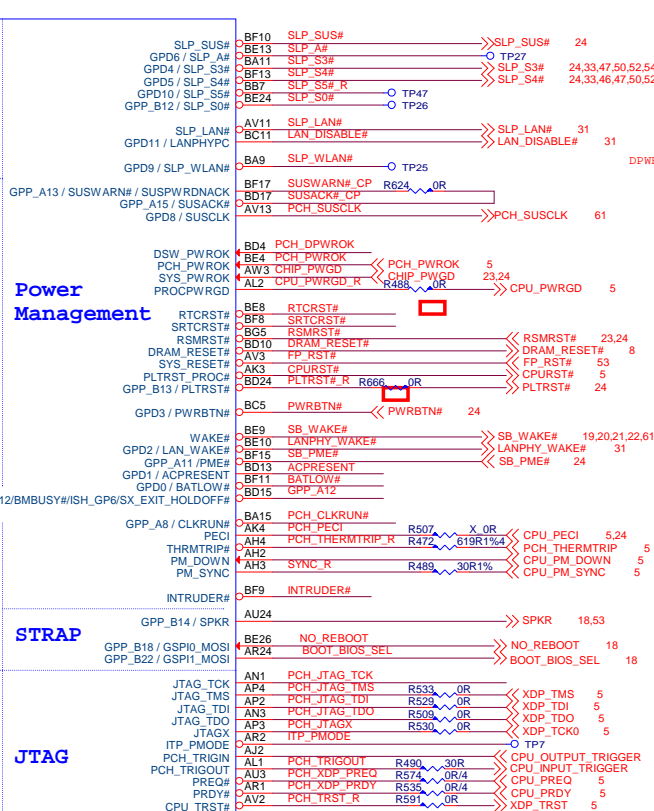 SLP_SUS# BF10 SLP_SUS# SLP_SUS# 24
GPD6 / SLP_A# BE13 SLP_A# TP27
GPD4 / SLP_S3# BA11 SLP_S3# SLP_S3# 24,33,47,50,52,54
GPD5 / SLP_S4# BF13 SLP_S4# SLP_S4# 24,33,46,47,50,52
GPD10 / SLP_S5# BB7 SLP_S5#_R TP47
GPP_B12 / SLP_S0# BE24 SLP_S0# TP26
SLP_LAN# AV11 SLP_LAN# SLP_LAN# 31
GPD11 / LANPHYPC BC11 LAN_DISABLE# LAN_DISABLE# 31
GPD9 / SLP_WLAN# BA9 SLP_WLAN# TP25
GPP_A13 / SUSWARN# / SUSPWRDNACK BF17 SUSWARN#_CP R624 0R
GPP_A15 / SUSACK# BD17 SUSACK#_CP
GPD8 / SUSCLK AV13 PCH_SUSCLK PCH_SUSCLK 61
Power Management
DSW_PWROK BD4 PCH_DPWROK
PCH_PWROK BE4 PCH_PWROK PCH_PWROK 5
SYS_PWROK AW3 CHIP_PWGD CHIP_PWGD 23,24
PROCPWRGD AL2 CPU_PWRGD_R R488 0R CPU_PWRGD 5
RTCRST# BE8 RTCRST#
SRTCRST# BF8 SRTCRST#
RSMRST# BG5 RSMRST# RSMRST# 23,24
DRAM_RESET# BD10 DRAM_RESET# DRAM_RESET# 8
SYS_RESET# AV3 FP_RST# FP_RST# 53
PLTRST_PROC# AK3 CPURST# CPURST# 5
GPP_B13 / PLTRST# BD24 PLTRST#_R R666 0R PLTRST# 24
GPD3 / PWRBTN# BC5 PWRBTN# PWRBTN# 24
WAKE# BE9 SB_WAKE# SB_WAKE# 19,20,21,22,61
GPD2 / LAN_WAKE# BE10 LANPHY_WAKE# LANPHY_WAKE# 31
GPP_A11 /PME# BF15 SB_PME# SB_PME# 24
GPD1 / ACPRESENT BD13 ACPRESENT
GPD0 / BATLOW# BF11 BATLOW#
12/BMBUSY#/ISH_GP6/SX_EXIT_HOLDOFF# BD15 GPP_A12
GPP_A8 / CLKRUN# BA15 PCH_CLKRUN#
PECI AK4 PCH_PECI R507 X_0R CPU_PECI 5,24
THRMTRIP# AH4 PCH_THERMTRIP_R R472 619R1%4 PCH_THERMTRIP 5
PM_DOWN AH2 CPU_PM_DOWN 5
PM_SYNC AH3 SYNC_R R489 30R1% CPU_PM_SYNC 5
INTRUDER# BF9 INTRUDER#
STRAP
GPP_B14 / SPKR AU24 SPKR 18,53
GPP_B18 / GSPI0_MOSI BE26 NO_REBOOT NO_REBOOT 18
GPP_B22 / GSPI1_MOSI AR24 BOOT_BIOS_SEL BOOT_BIOS_SEL 18
JTAG
JTAG_TCK AN1 PCH_JTAG_TCK
JTAG_TMS AP4 PCH_JTAG_TMS R533 0R XDP_TMS 5
JTAG_TDI AP2 PCH_JTAG_TDI R529 0R XDP_TDI 5
JTAG_TDO AN3 PCH_JTAG_TDO R509 0R XDP_TDO 5
JTAGX AP3 PCH_JTAGX R530 0R XDP_TCK0 5
ITP_PMODE AR2 ITP_PMODE TP7
PCH_TRIGIN AJ2 CPU_OUTPUT_TRIGGER
PCH_TRIGOUT AL1 PCH_TRIGOUT R490 30R CPU_INPUT_TRIGGER
PREQ# AU3 PCH_XDP_PREQ R574 0R/4 CPU_PREQ 5
PRDY# AR1 PCH_XDP_PRDY R535 0R/4 CPU_PRDY 5
CPU_TRST# AV2 PCH_TRST_R R591 0R XDP_TRST 5